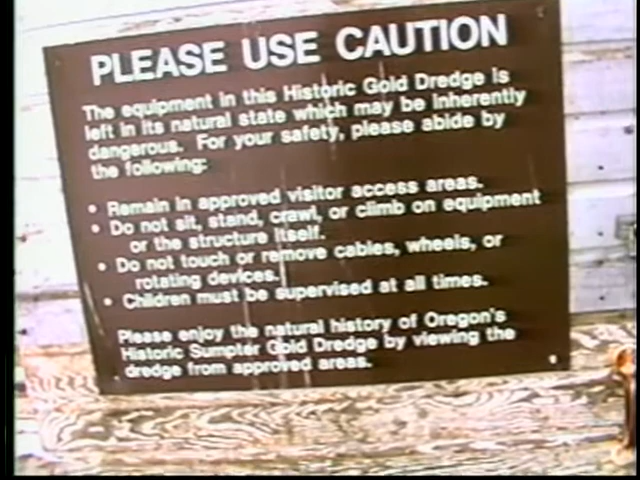 PLEASE USE CAUTION
The equipment in this Historic Gold Dredge is
left in its natural state which may be inherently
dangerous. For your safety, please abide by
the following:
• Remain in approved visitor access areas.
• Do not sit, stand, crawl, or climb on equipment
or the structure itself.
• Do not touch or remove cables, wheels, or
rotating devices.
• Children must be supervised at all times.
Please enjoy the natural history of Oregon's
Historic Sumpter Gold Dredge by viewing the
dredge from approved areas.